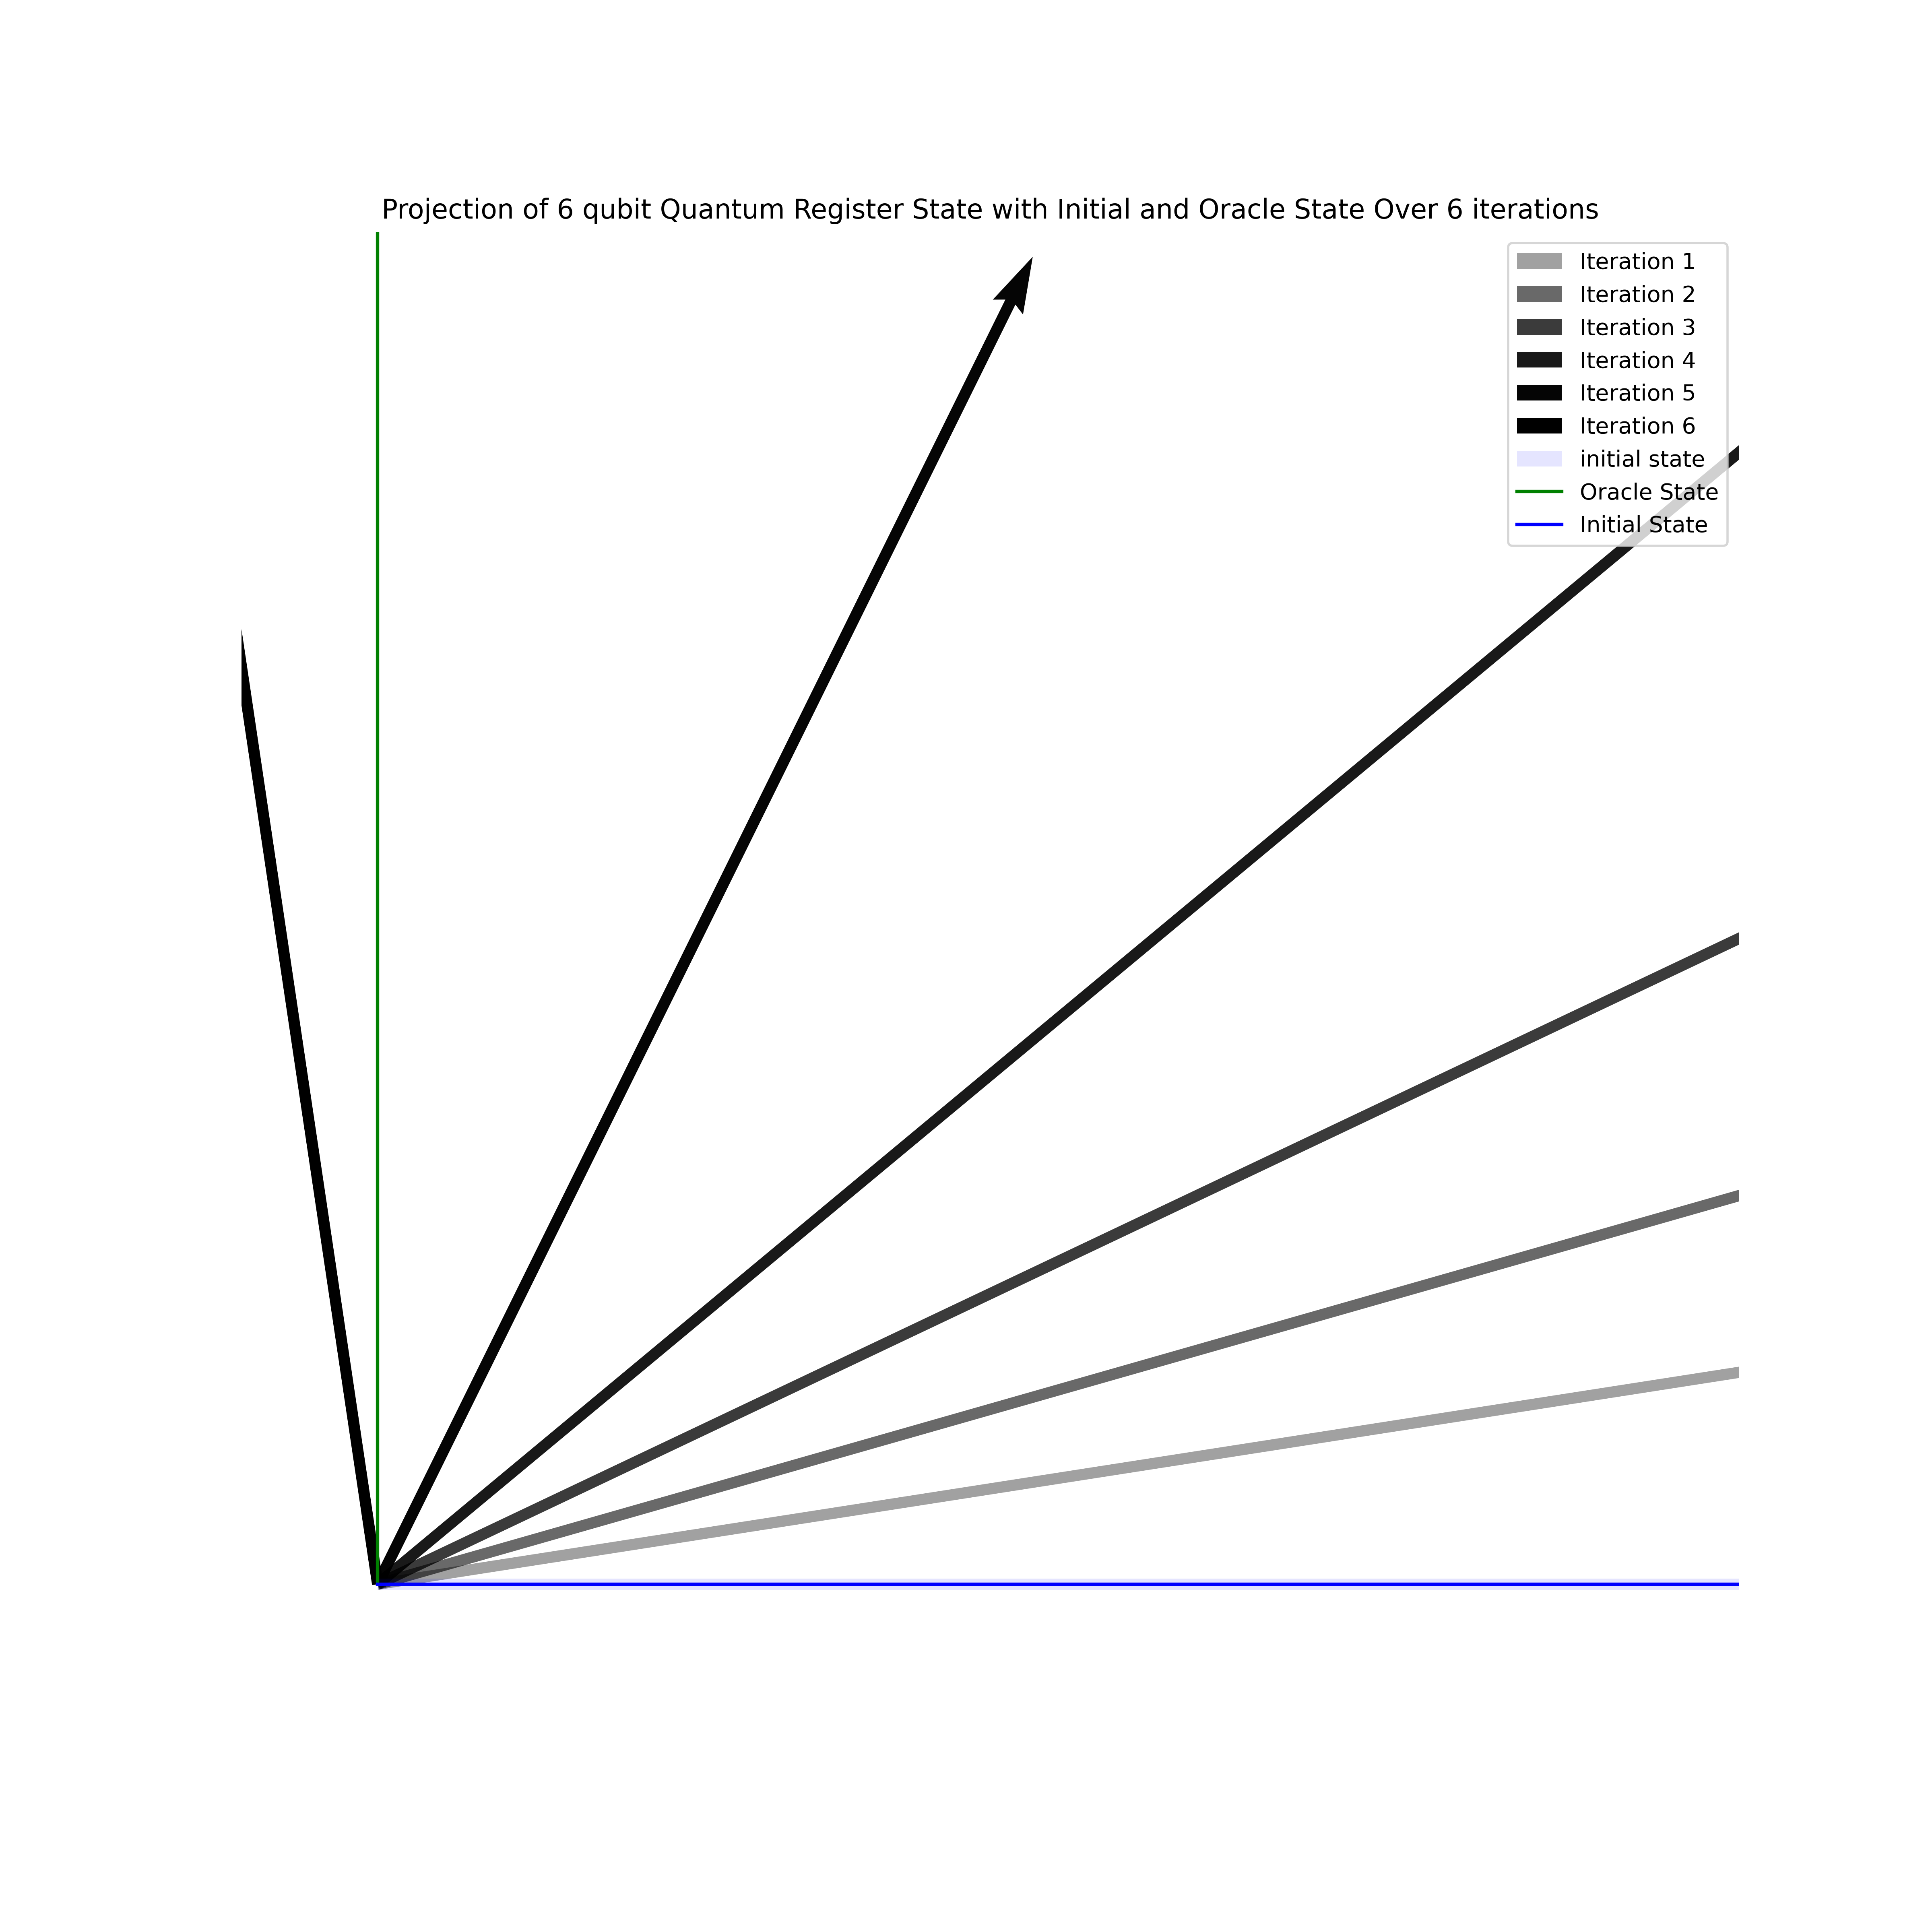 Projection of 6 qubit Quantum Register State with Initial and Oracle State Over 6 iterations
Iteration 1
Iteration 2
Iteration 3
Iteration 4
Iteration 5
Iteration 6
initial state
Oracle State
Initial State